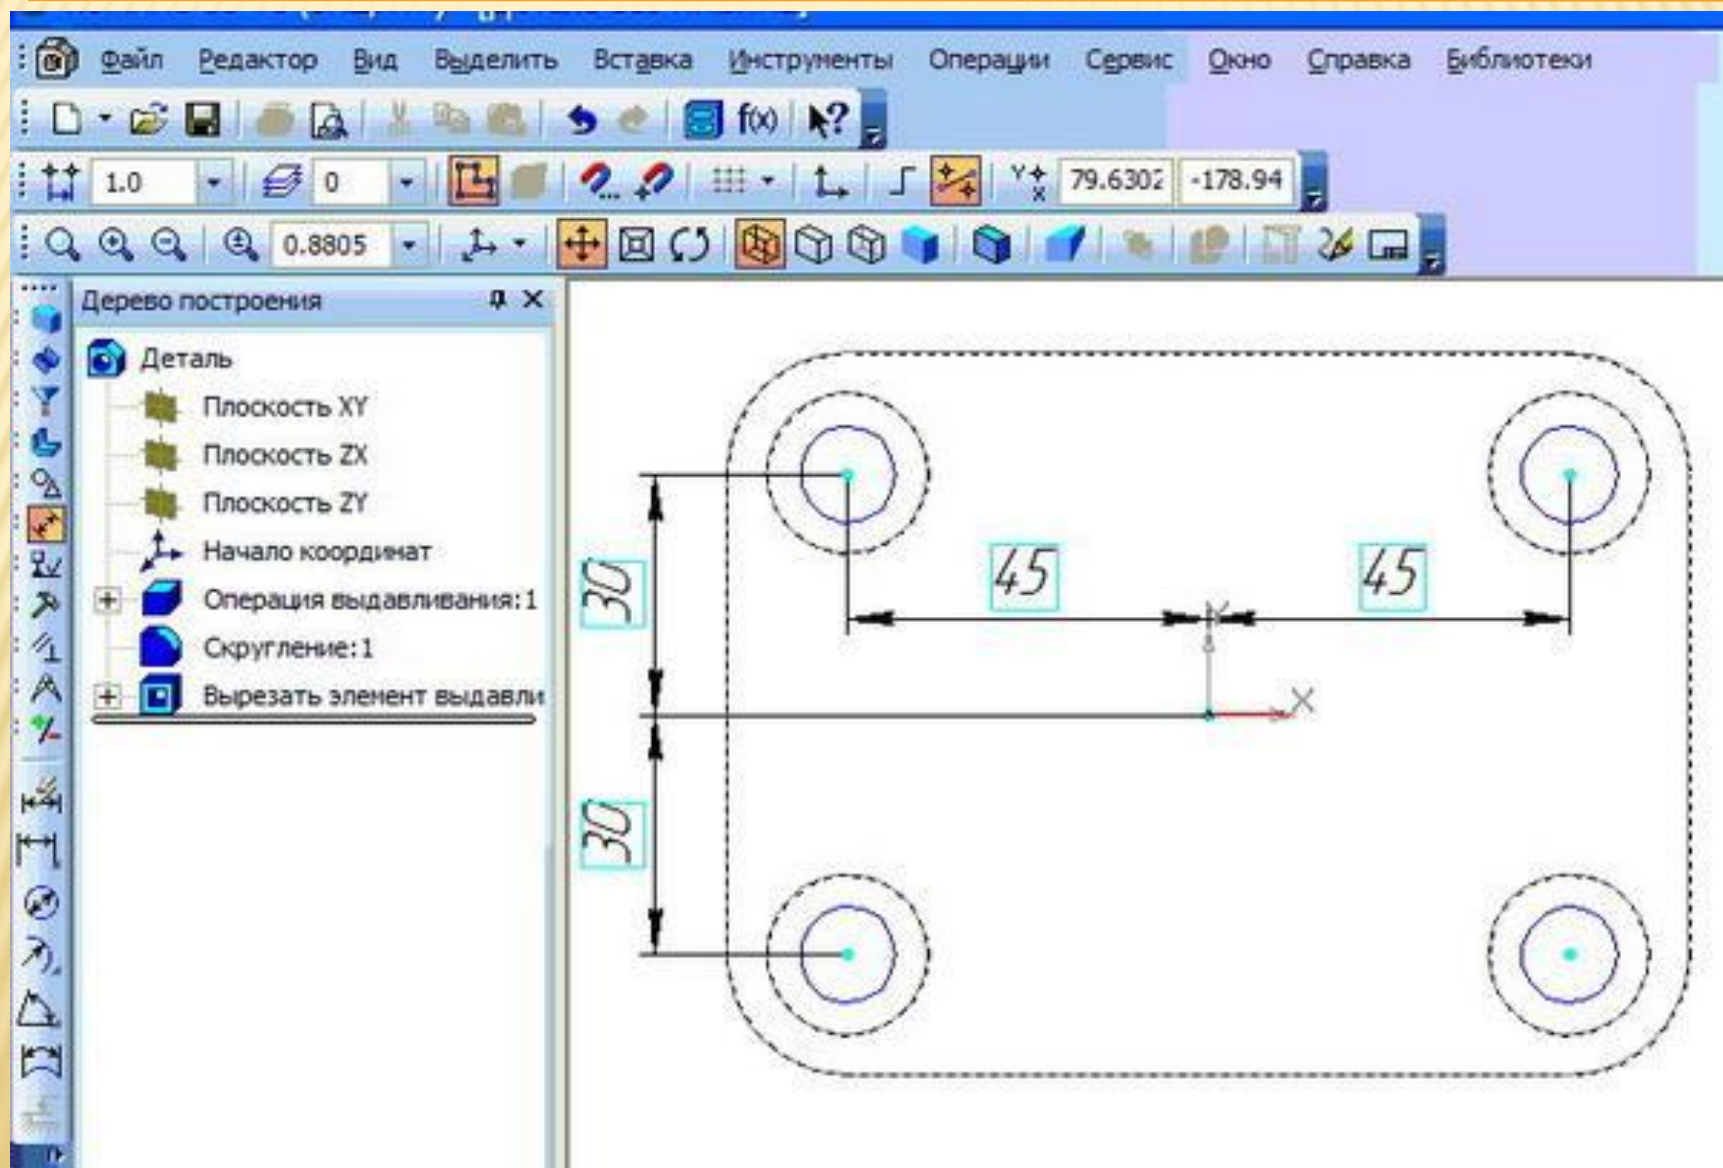 Файл Редактор Вид Выделить Вставка Инструменты Операции Сервис Окно Справка Библиотеки
f(x) ?
1.0 0 Y X 79.6302 -178.94
0.8805
Дерево построения
Деталь
Плоскость XY
Плоскость ZX
Плоскость ZY
Начало координат
Операция выдавливания:1
Скругление:1
Вырезать элемент выдавли
30
45
45
Y
X
30